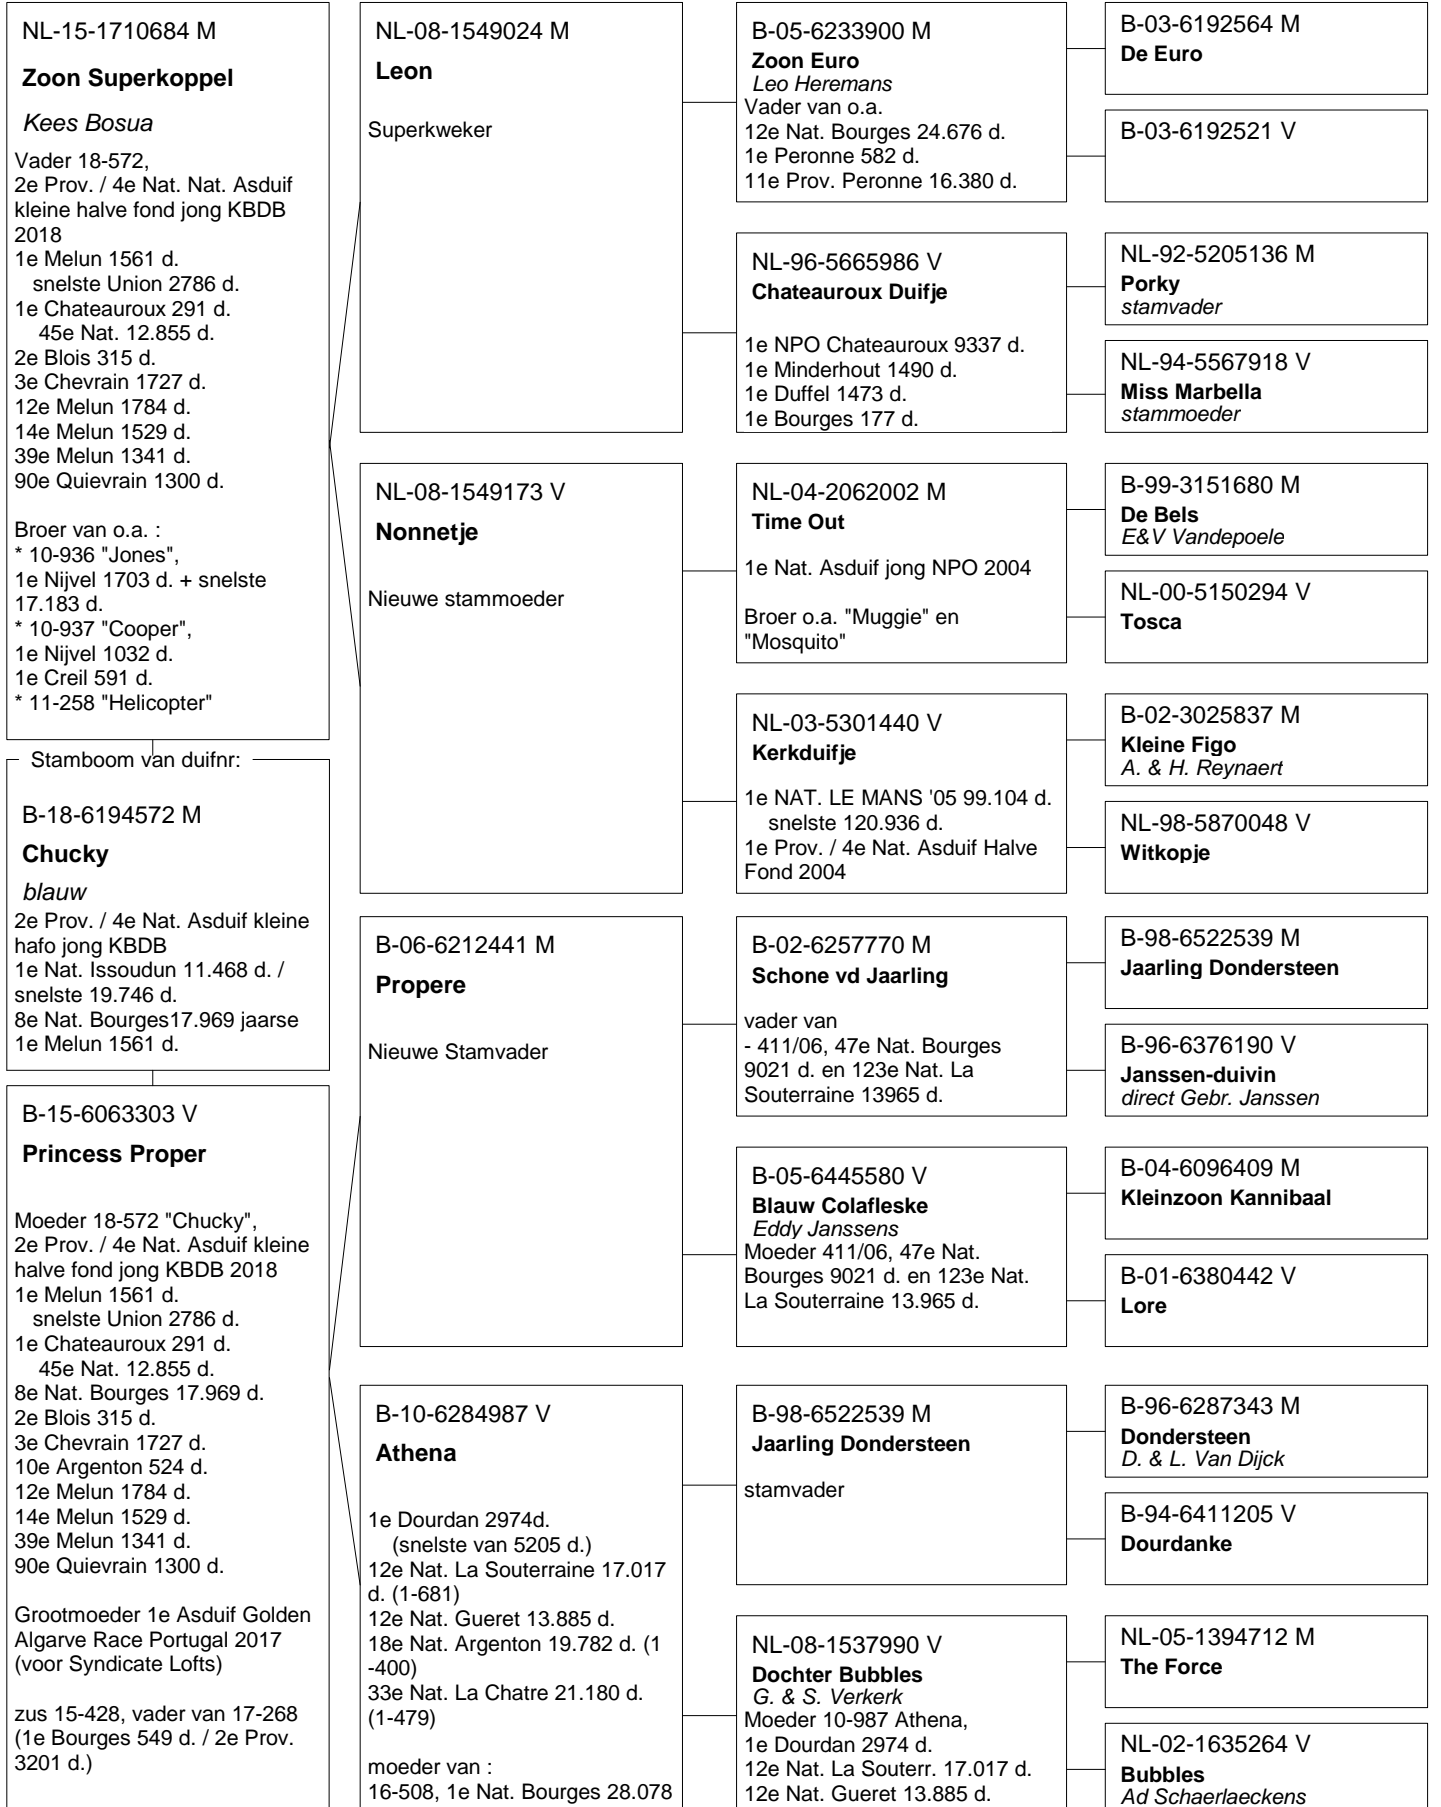 NL-15-1710684 M
Zoon Superkoppel
Kees Bosua
Vader 18-572,
2e Prov. / 4e Nat. Nat. Asduif
kleine halve fond jong KBDB
2018
1e Melun 1561 d.
snelste Union 2786 d.
1e Chateauroux 291 d.
45e Nat. 12.855 d.
2e Blois 315 d.
3e Chevrain 1727 d.
12e Melun 1784 d.
14e Melun 1529 d.
39e Melun 1341 d.
90e Quievrain 1300 d.
Broer van o.a. :
* 10-936 "Jones",
1e Nijvel 1703 d. + snelste
17.183 d.
* 10-937 "Cooper",
1e Nijvel 1032 d.
1e Creil 591 d.
* 11-258 "Helicopter"
Stamboom van duifnr:
B-18-6194572 M
Chucky
blauw
2e Prov. / 4e Nat. Asduif kleine
hafo jong KBDB
1e Nat. Issoudun 11.468 d. /
snelste 19.746 d.
8e Nat. Bourges17.969 jaarse
1e Melun 1561 d.
B-15-6063303 V
Princess Proper
Moeder 18-572 "Chucky",
2e Prov. / 4e Nat. Asduif kleine
halve fond jong KBDB 2018
1e Melun 1561 d.
snelste Union 2786 d.
1e Chateauroux 291 d.
45e Nat. 12.855 d.
8e Nat. Bourges 17.969 d.
2e Blois 315 d.
3e Chevrain 1727 d.
10e Argenton 524 d.
12e Melun 1784 d.
14e Melun 1529 d.
39e Melun 1341 d.
90e Quievrain 1300 d.
Grootmoeder 1e Asduif Golden
Algarve Race Portugal 2017
(voor Syndicate Lofts)
zus 15-428, vader van 17-268
(1e Bourges 549 d. / 2e Prov.
3201 d.)
NL-08-1549024 M
Leon
Superkweker
NL-08-1549173 V
Nonnetje
Nieuwe stammoeder
B-06-6212441 M
Propere
Nieuwe Stamvader
B-10-6284987 V
Athena
1e Dourdan 2974d.
(snelste van 5205 d.)
12e Nat. La Souterraine 17.017
d. (1-681)
12e Nat. Gueret 13.885 d.
18e Nat. Argenton 19.782 d. (1
-400)
33e Nat. La Chatre 21.180 d.
(1-479)
moeder van :
16-508, 1e Nat. Bourges 28.078
B-05-6233900 M
Zoon Euro
Leo Heremans
Vader van o.a.
12e Nat. Bourges 24.676 d.
1e Peronne 582 d.
11e Prov. Peronne 16.380 d.
NL-96-5665986 V
Chateauroux Duifje
1e NPO Chateauroux 9337 d.
1e Minderhout 1490 d.
1e Duffel 1473 d.
1e Bourges 177 d.
NL-04-2062002 M
Time Out
1e Nat. Asduif jong NPO 2004
Broer o.a. "Muggie" en
"Mosquito"
NL-03-5301440 V
Kerkduifje
1e NAT. LE MANS '05 99.104 d.
snelste 120.936 d.
1e Prov. / 4e Nat. Asduif Halve
Fond 2004
B-02-6257770 M
Schone vd Jaarling
vader van
- 411/06, 47e Nat. Bourges
9021 d. en 123e Nat. La
Souterraine 13965 d.
B-05-6445580 V
Blauw Colafleske
Eddy Janssens
Moeder 411/06, 47e Nat.
Bourges 9021 d. en 123e Nat.
La Souterraine 13.965 d.
B-98-6522539 M
Jaarling Dondersteen
stamvader
NL-08-1537990 V
Dochter Bubbles
G. & S. Verkerk
Moeder 10-987 Athena,
1e Dourdan 2974 d.
12e Nat. La Souterr. 17.017 d.
12e Nat. Gueret 13.885 d.
B-03-6192564 M
De Euro
B-03-6192521 V
NL-92-5205136 M
Porky
stamvader
NL-94-5567918 V
Miss Marbella
stammoeder
B-99-3151680 M
De Bels
E&V Vandepoele
NL-00-5150294 V
Tosca
B-02-3025837 M
Kleine Figo
A. & H. Reynaert
NL-98-5870048 V
Witkopje
B-98-6522539 M
Jaarling Dondersteen
B-96-6376190 V
Janssen-duivin
direct Gebr. Janssen
B-04-6096409 M
Kleinzoon Kannibaal
B-01-6380442 V
Lore
B-96-6287343 M
Dondersteen
D. & L. Van Dijck
B-94-6411205 V
Dourdanke
NL-05-1394712 M
The Force
NL-02-1635264 V
Bubbles
Ad Schaerlaeckens